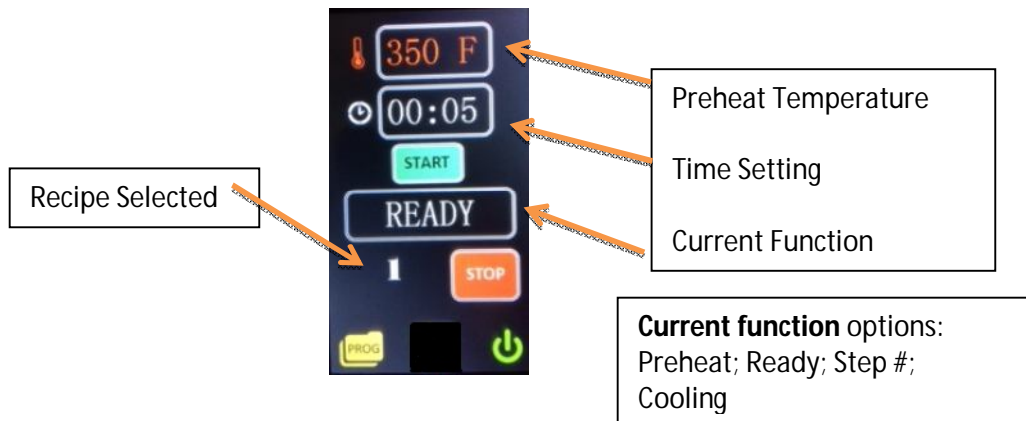 350 F
00:05
START
READY
1
STOP
PROG
Recipe Selected
Preheat Temperature
Time Setting
Current Function
Current function options:
Preheat; Ready; Step #;
Cooling